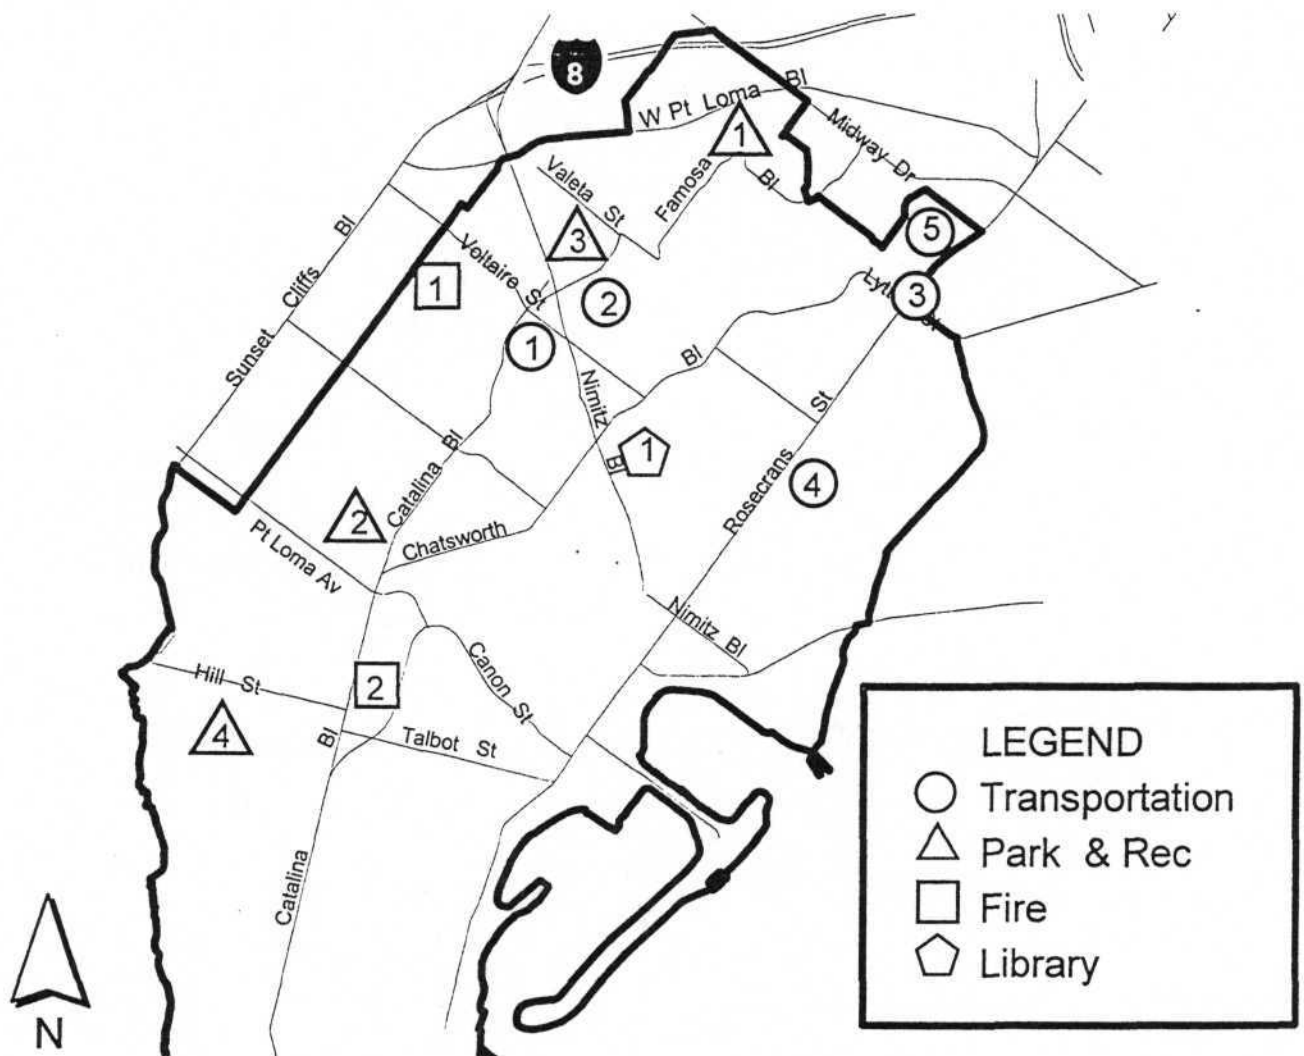 8
W Pt Loma Bl
1
Midway Dr
Valeta St
Famosa Bl
Sunset Cliffs Bl
3
5
Voltaire St
1
2
3
1
Nimitz Bl
Bl
1
Catalina Bl
Rosecrans St
4
2
Chatsworth
Pt Loma Av
Nimitz Bl
Hill St
2
Canon St
4
Bl
Talbot St
Catalina
N
LEGEND
Transportation
Park & Rec
Fire
Library